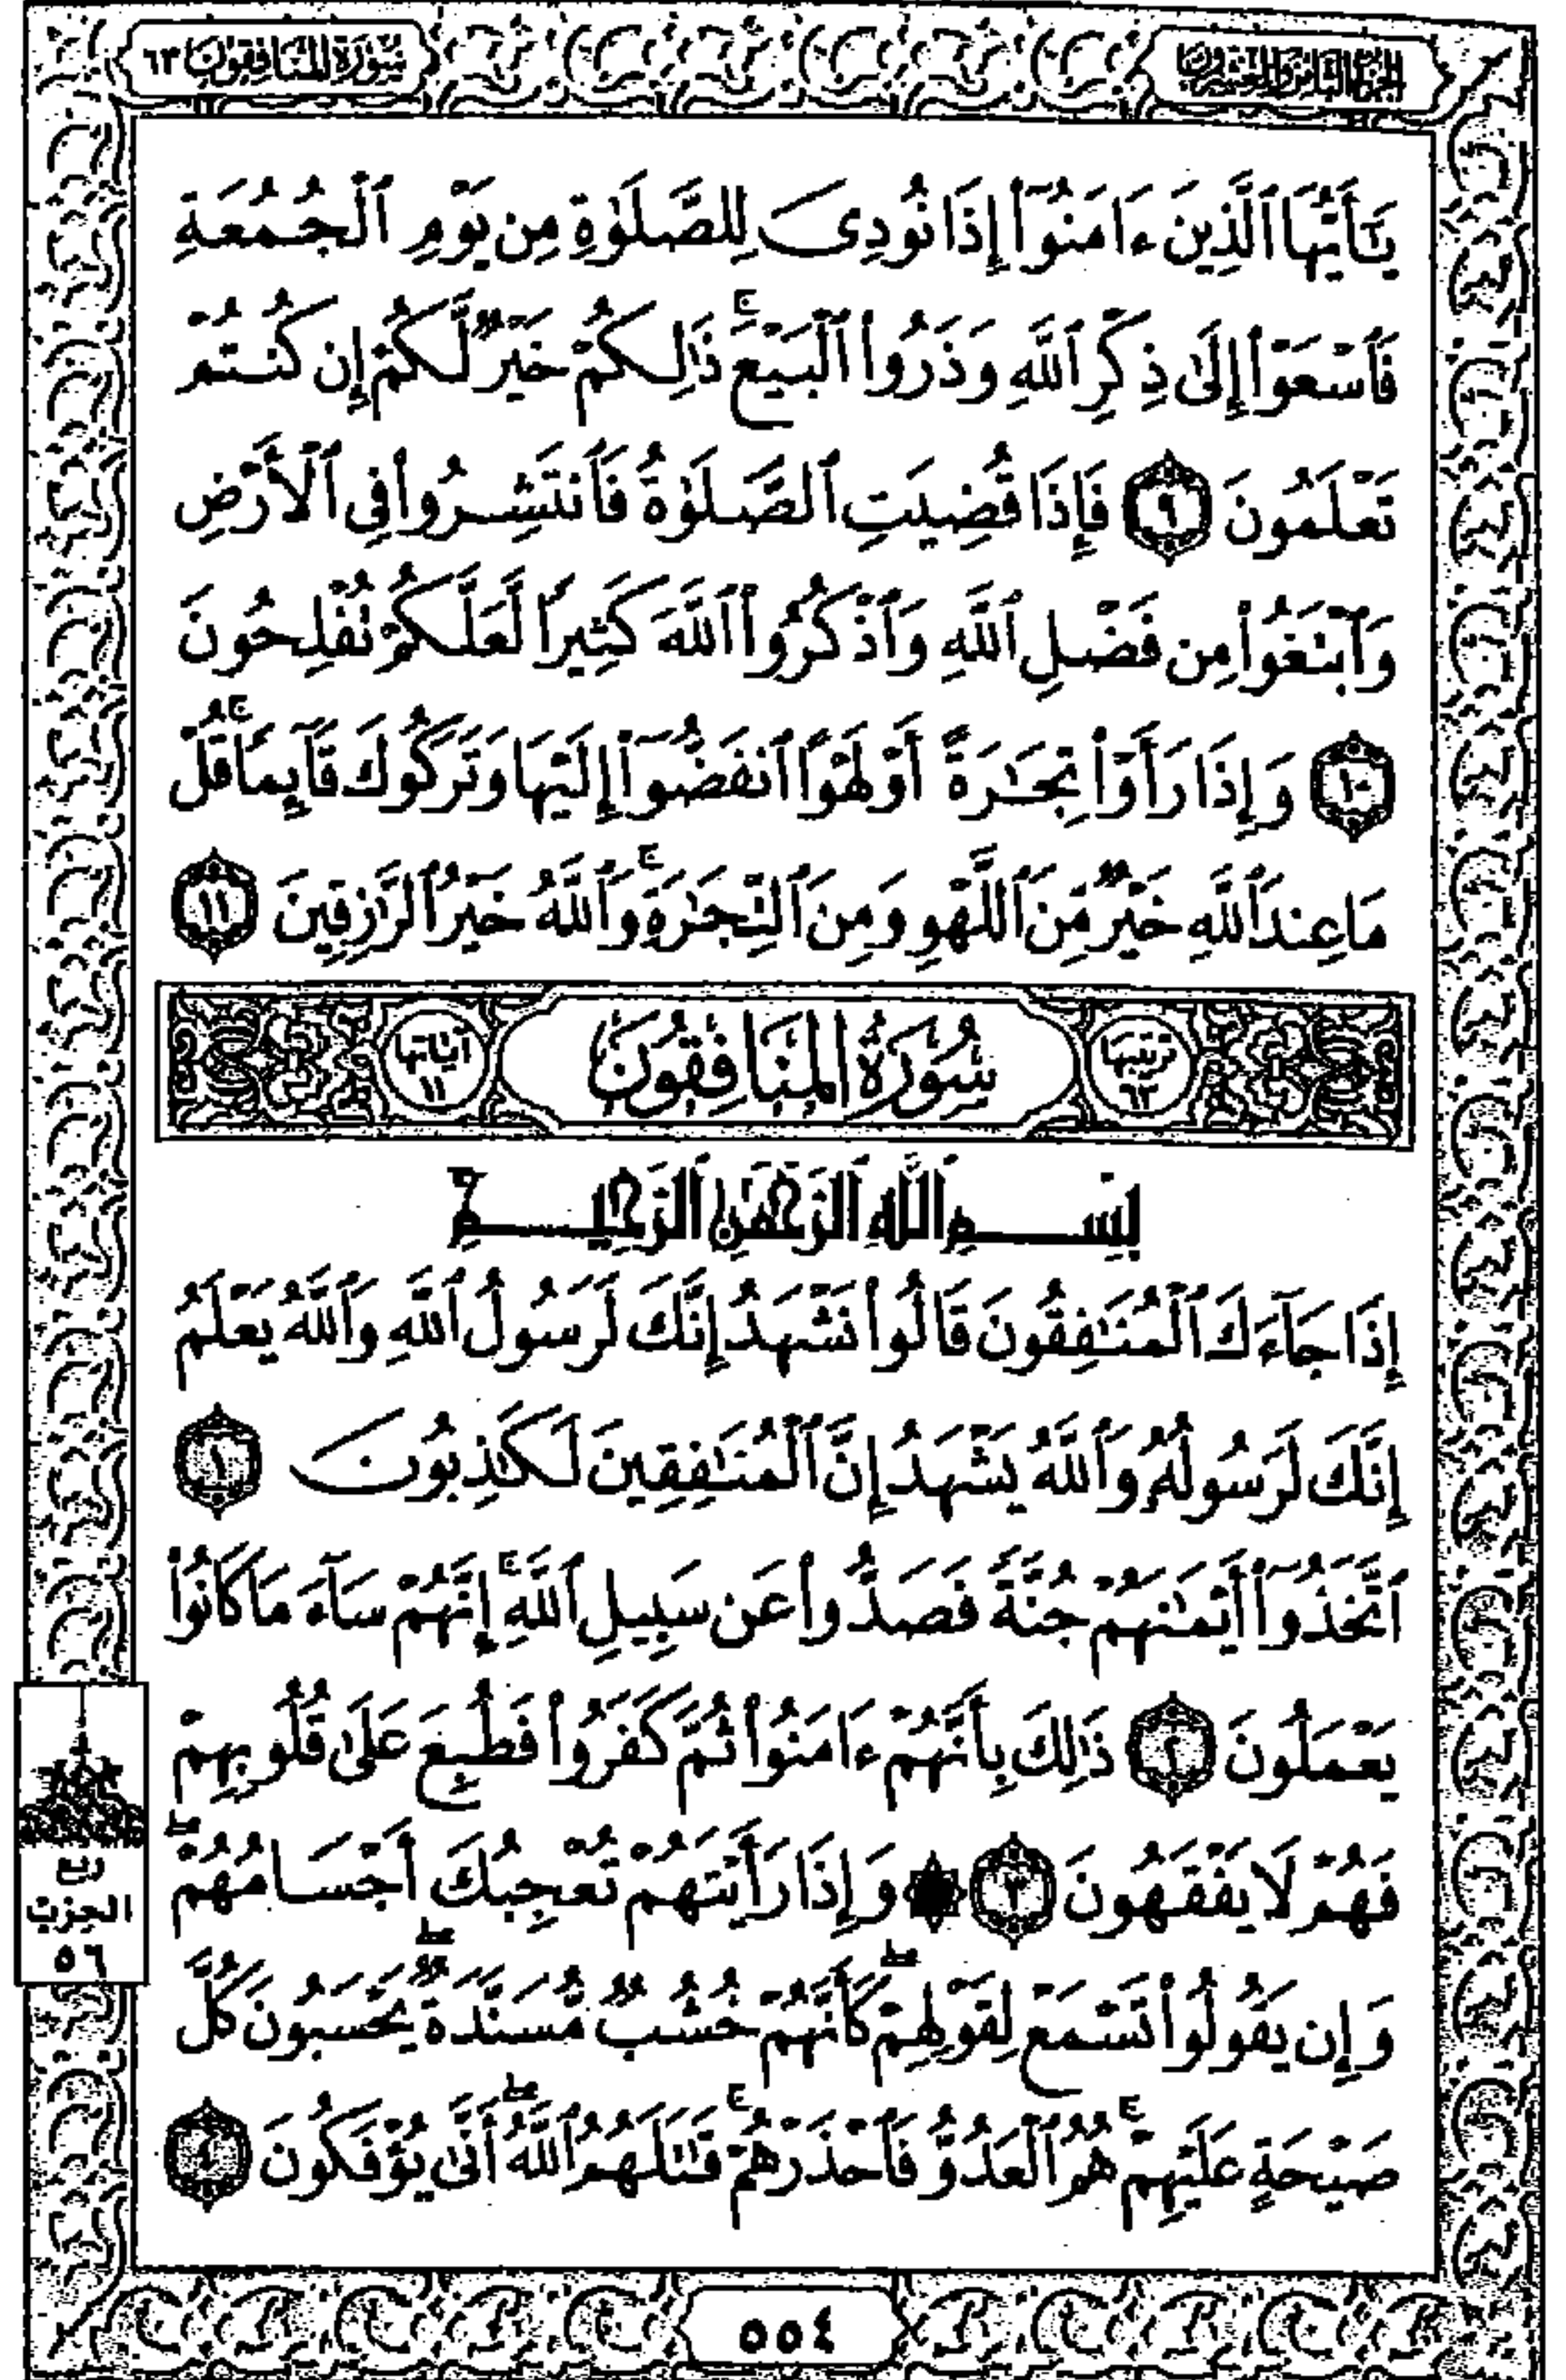 الجزء الثامن والعشرون
سورة المنافقون ٦٣
يَـٰٓأَيُّهَا ٱلَّذِينَ ءَامَنُوٓا۟ إِذَا نُودِىَ لِلصَّلَوٰةِ مِن يَوْمِ ٱلْجُمُعَةِ
فَٱسْعَوْا۟ إِلَىٰ ذِكْرِ ٱللَّهِ وَذَرُوا۟ ٱلْبَيْعَ ۚ ذَٰلِكُمْ خَيْرٌ لَّكُمْ إِن كُنتُمْ
تَعْلَمُونَ ٩ فَإِذَا قُضِيَتِ ٱلصَّلَوٰةُ فَٱنتَشِرُوا۟ فِى ٱلْأَرْضِ
وَٱبْتَغُوا۟ مِن فَضْلِ ٱللَّهِ وَٱذْكُرُوا۟ ٱللَّهَ كَثِيرًا لَّعَلَّكُمْ تُفْلِحُونَ
١٠ وَإِذَا رَأَوْا۟ تِجَـٰرَةً أَوْ لَهْوًا ٱنفَضُّوٓا۟ إِلَيْهَا وَتَرَكُوكَ قَآئِمًا ۚ قُلْ
مَا عِندَ ٱللَّهِ خَيْرٌ مِّنَ ٱللَّهْوِ وَمِنَ ٱلتِّجَـٰرَةِ ۚ وَٱللَّهُ خَيْرُ ٱلرَّٰزِقِينَ ١١
ترتيبها ٦٣ سُورَةُ المُنَافِقُونَ آياتها ١١
بِسْمِ ٱللَّهِ ٱلرَّحْمَـٰنِ ٱلرَّحِيمِ
إِذَا جَآءَكَ ٱلْمُنَـٰفِقُونَ قَالُوا۟ نَشْهَدُ إِنَّكَ لَرَسُولُ ٱللَّهِ وَٱللَّهُ يَعْلَمُ
إِنَّكَ لَرَسُولُهُۥ وَٱللَّهُ يَشْهَدُ إِنَّ ٱلْمُنَـٰفِقِينَ لَكَـٰذِبُونَ ١
ٱتَّخَذُوٓا۟ أَيْمَـٰنَهُمْ جُنَّةً فَصَدُّوا۟ عَن سَبِيلِ ٱللَّهِ ۚ إِنَّهُمْ سَآءَ مَا كَانُوا۟
يَعْمَلُونَ ٢ ذَٰلِكَ بِأَنَّهُمْ ءَامَنُوا۟ ثُمَّ كَفَرُوا۟ فَطُبِعَ عَلَىٰ قُلُوبِهِمْ
فَهُمْ لَا يَفْقَهُونَ ٣ ۞ وَإِذَا رَأَيْتَهُمْ تُعْجِبُكَ أَجْسَامُهُمْ ۖ
وَإِن يَقُولُوا۟ تَسْمَعْ لِقَوْلِهِمْ ۖ كَأَنَّهُمْ خُشُبٌ مُّسَنَّدَةٌ ۖ يَحْسَبُونَ كُلَّ
صَيْحَةٍ عَلَيْهِمْ ۚ هُمُ ٱلْعَدُوُّ فَٱحْذَرْهُمْ ۚ قَـٰتَلَهُمُ ٱللَّهُ ۖ أَنَّىٰ يُؤْفَكُونَ ٤
ربع
الحزب
٥٦
٥٥٤